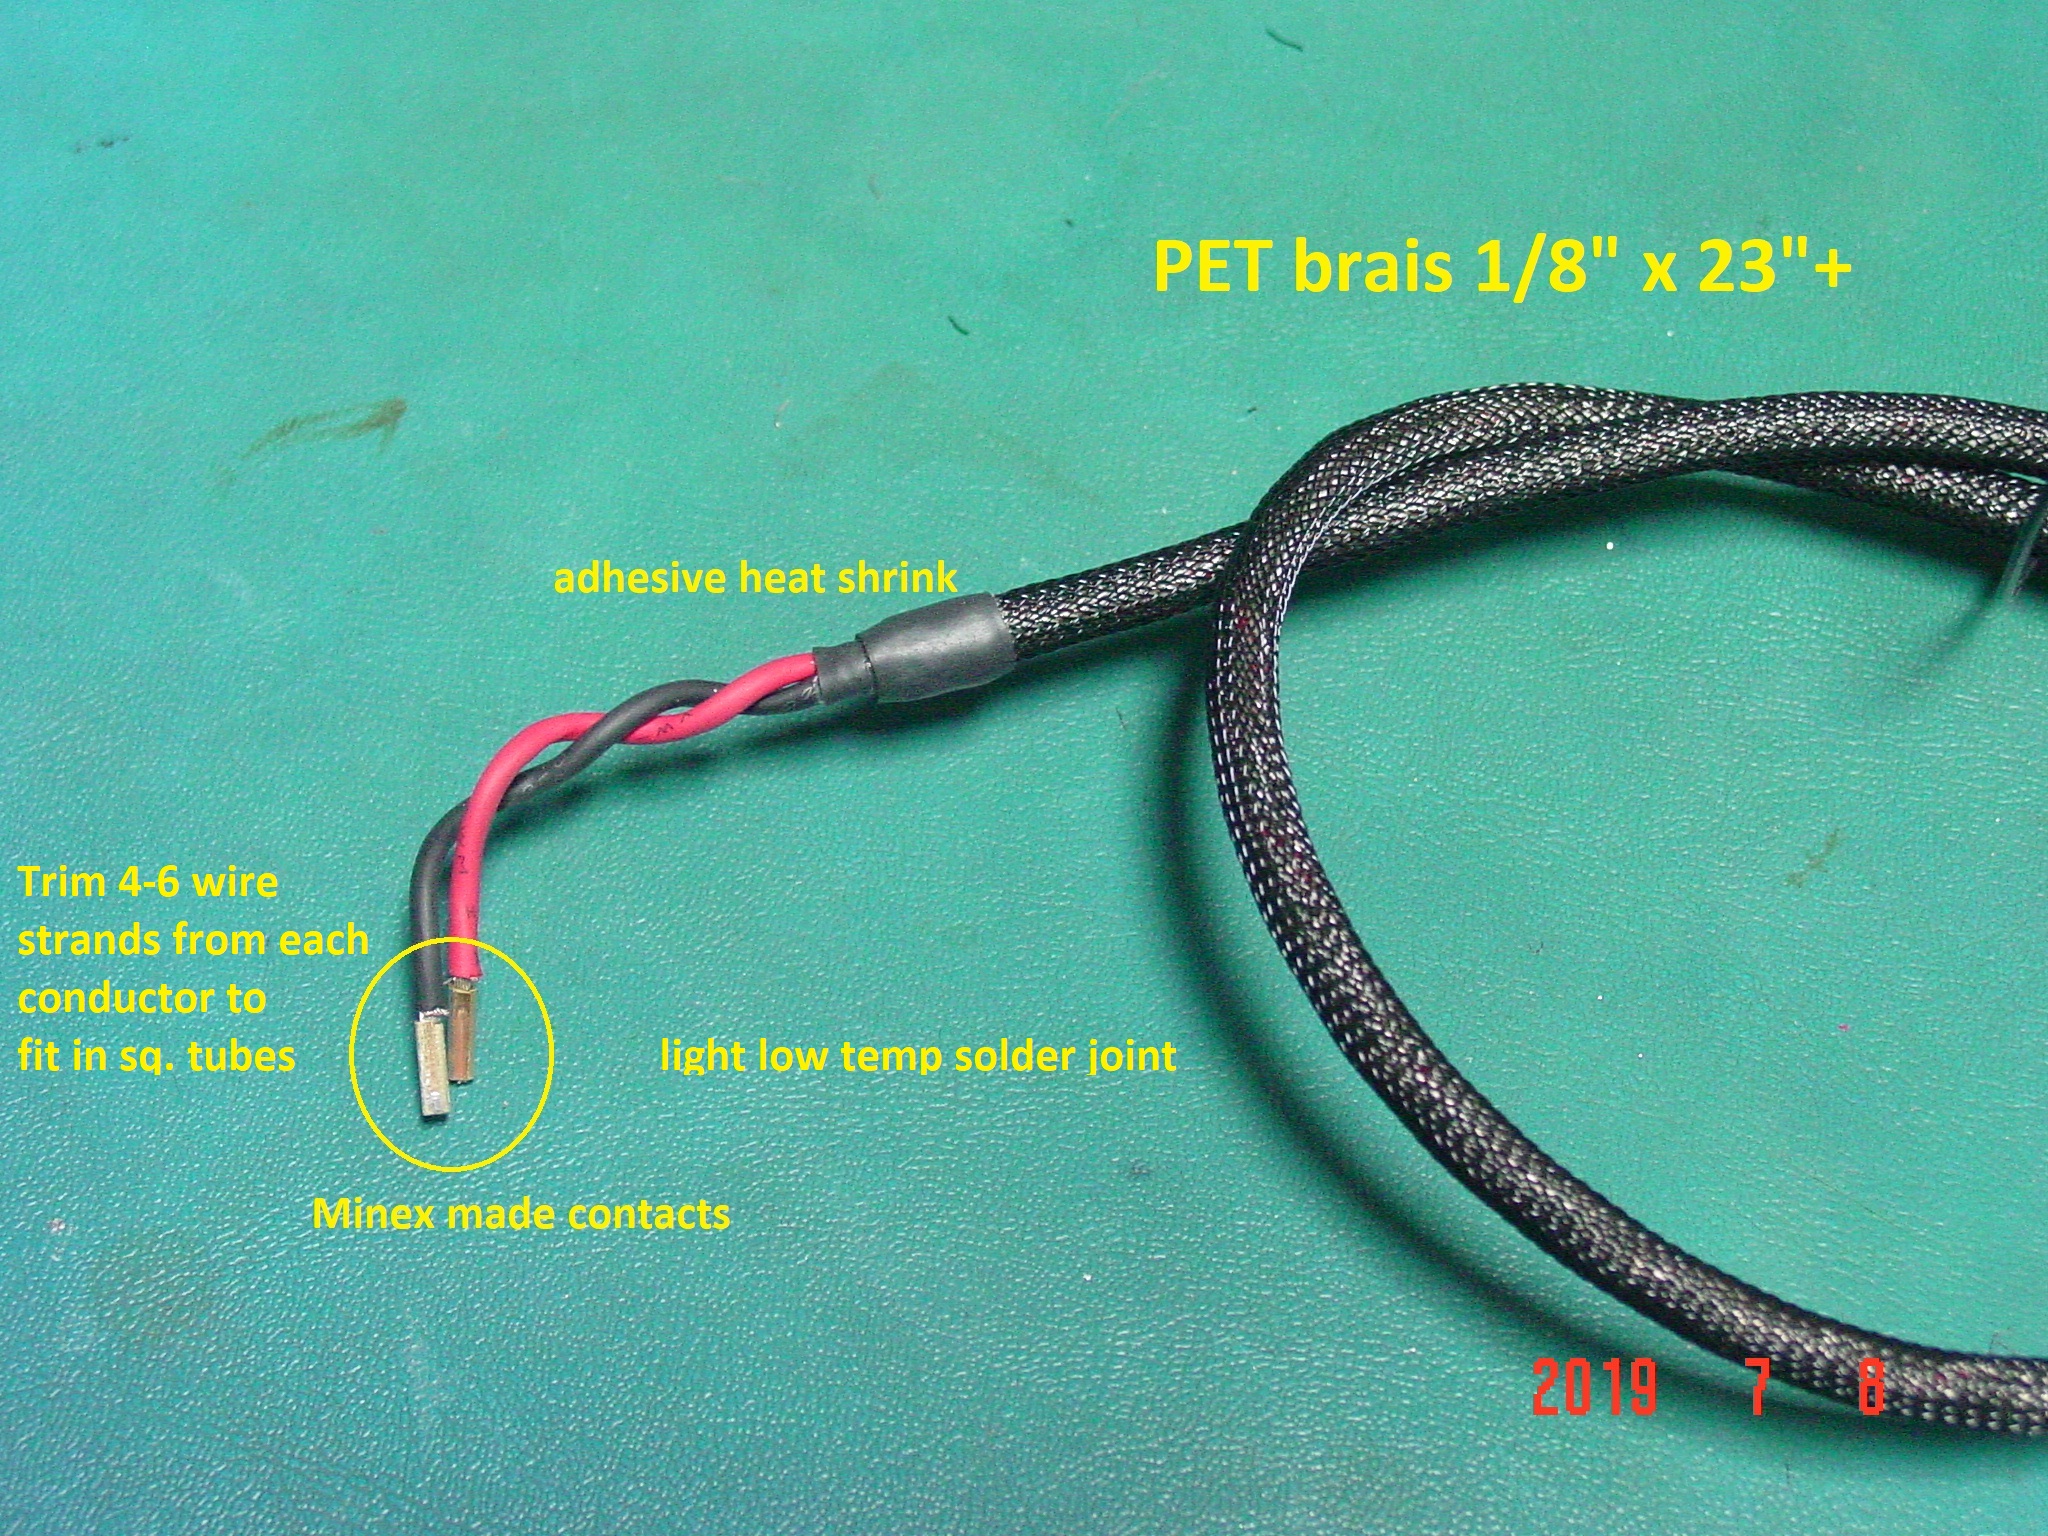 PET brais 1/8" x 23"+
adhesive heat shrink
Trim 4-6 wire
strands from each
conductor to
fit in sq. tubes
light low temp solder joint
Minex made contacts
2019 7 8